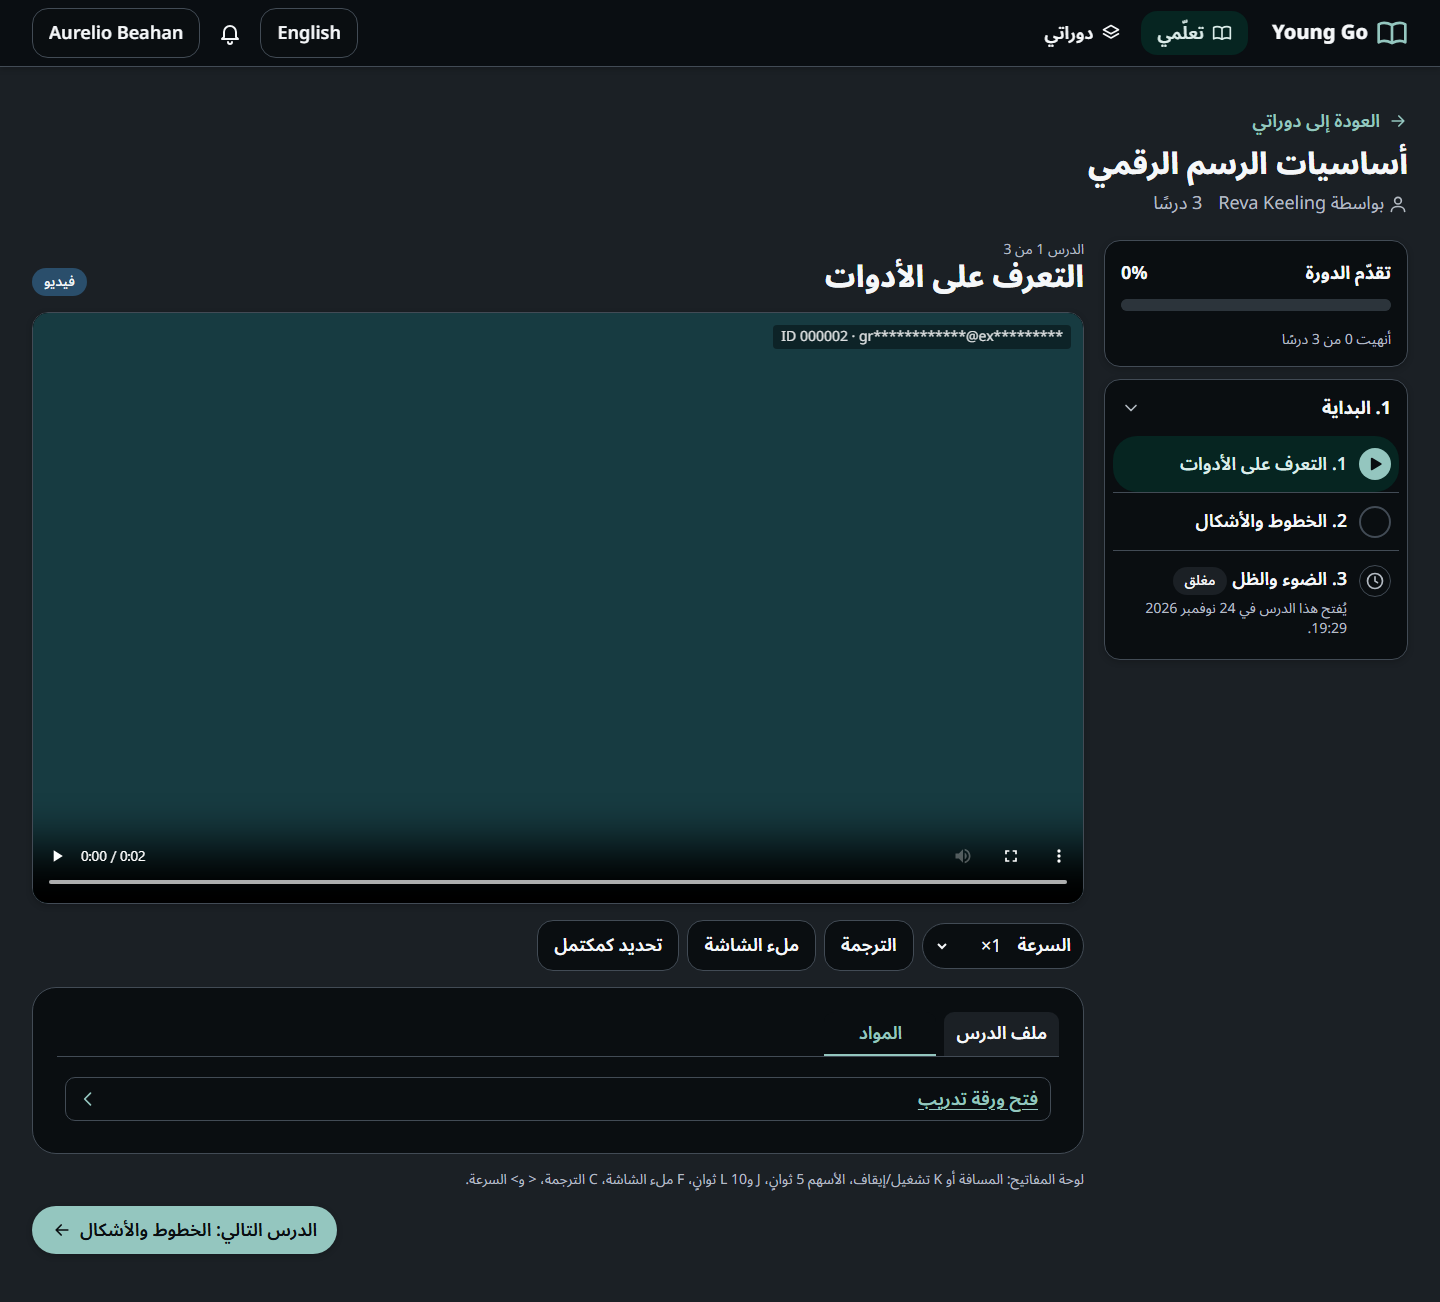 Young Go
تعلّمي
دوراتي
English
Aurelio Beahan
العودة إلى دوراتي
أساسيات الرسم الرقمي
بواسطة Reva Keeling
3 درسًا
تقدّم الدورة
0%
أنهيت 0 من 3 درسًا
1. البداية
1. التعرف على الأدوات
2. الخطوط والأشكال
3. الضوء والظل
مغلق
يُفتح هذا الدرس في 24 نوفمبر 2026
19:29.
الدرس 1 من 3
التعرف على الأدوات
فيديو
ID 000002 · gr************@ex*********
0:00 / 0:02
السرعة
1×
الترجمة
ملء الشاشة
تحديد كمكتمل
ملف الدرس
المواد
فتح ورقة تدريب
لوحة المفاتيح: المسافة أو K تشغيل/إيقاف، الأسهم 5 ثوانٍ، J و L 10 ثوانٍ، F ملء الشاشة، C الترجمة، < و> السرعة.
الدرس التالي: الخطوط والأشكال